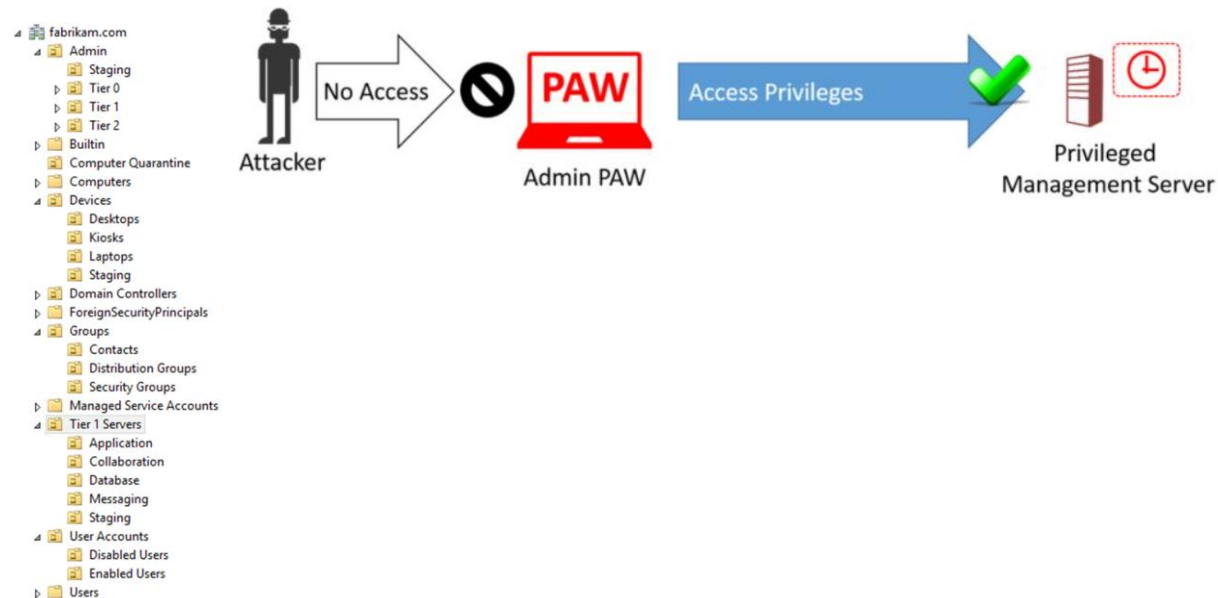 fabrikam.com
Admin
Staging
Tier 0
Tier 1
Tier 2
Builtin
Computer Quarantine
Computers
Devices
Desktops
Kiosks
Laptops
Staging
Domain Controllers
ForeignSecurityPrincipals
Groups
Contacts
Distribution Groups
Security Groups
Managed Service Accounts
Tier 1 Servers
Application
Collaboration
Database
Messaging
Staging
User Accounts
Disabled Users
Enabled Users
Users
Attacker
No Access
PAW
Admin PAW
Access Privileges
Privileged
Management Server